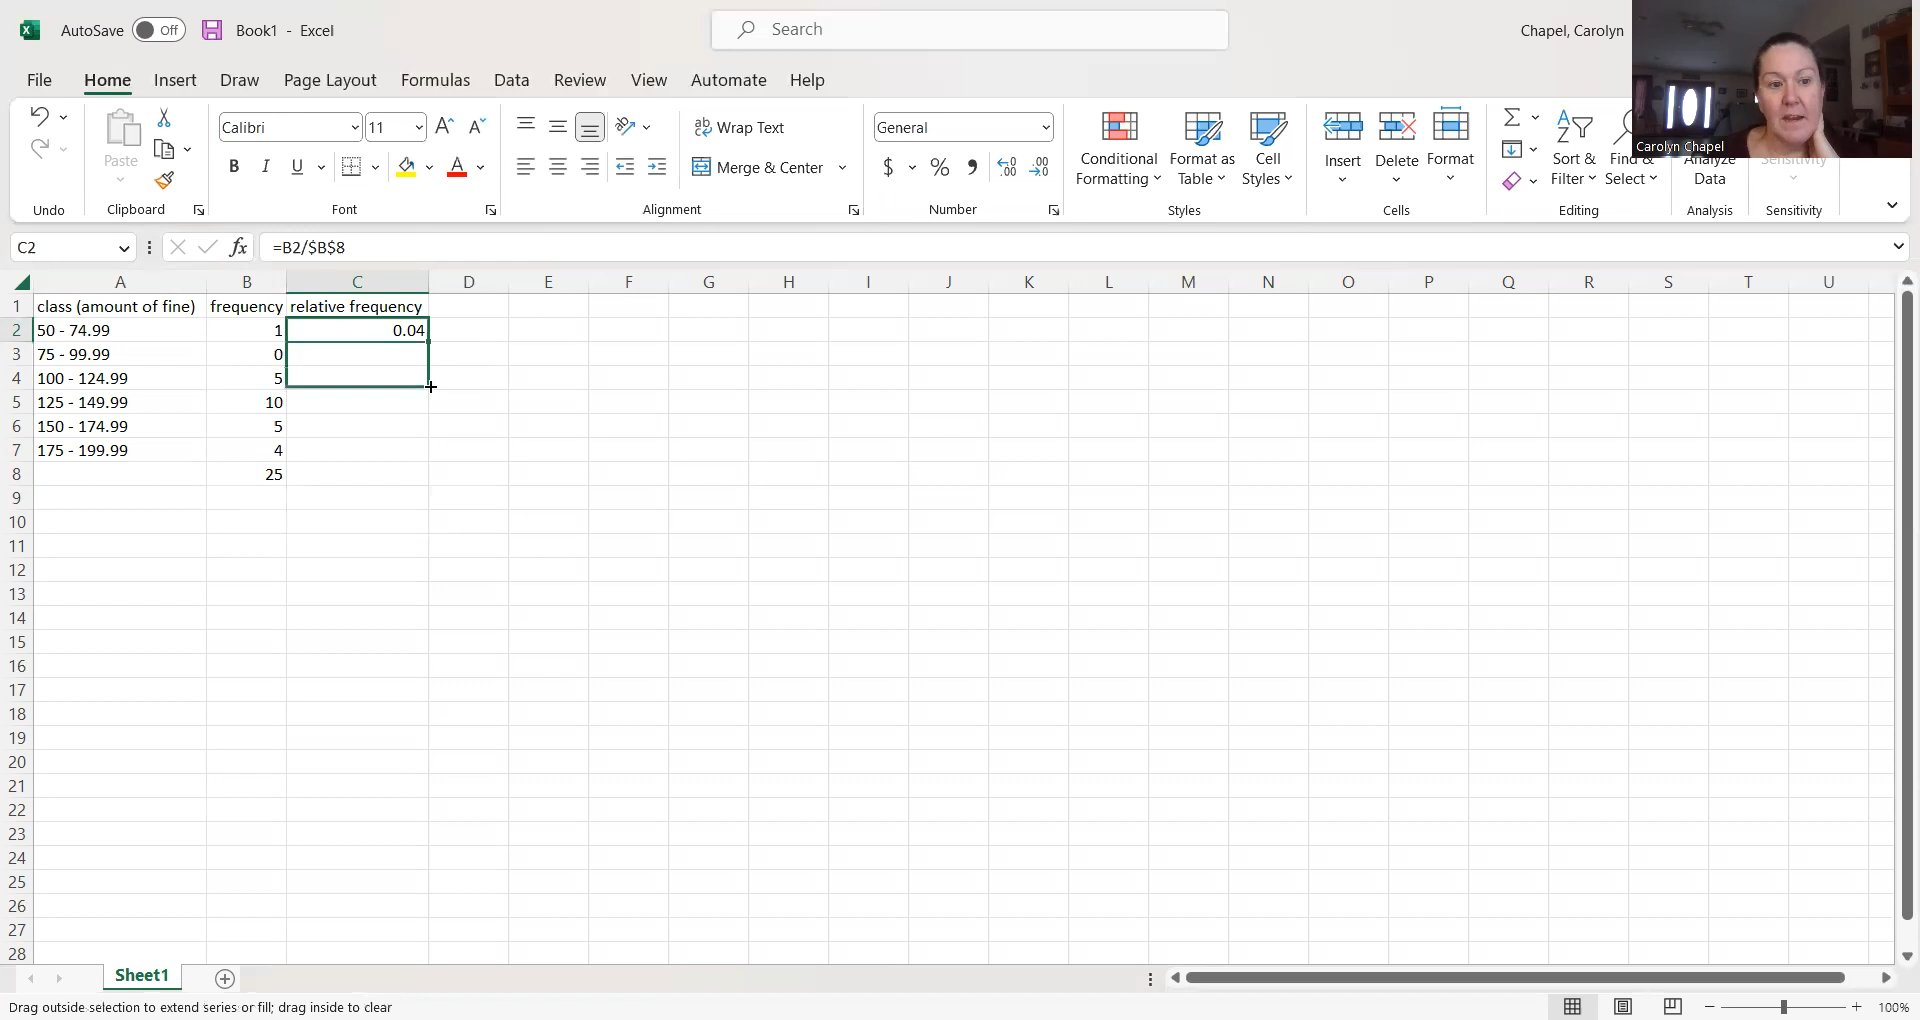 AutoSave Off Book1 - Excel Search Chapel, Carolyn
File Home Insert Draw Page Layout Formulas Data Review View Automate Help
Calibri 11 General
Wrap Text
Paste
Merge & Center
$ %
B I U
Conditional Formatting
Format as Table
Cell Styles
Insert
Delete
Format
Sort & Filter
Find & Select
Analyze Data
Sensitivity
Carolyn Chapel
Undo Clipboard Font Alignment Number Styles Cells Editing Analysis Sensitivity
C2 fx =B2/$B$8
A B C D E F G H I J K L M N O P Q R S T U
1 class (amount of fine) frequency relative frequency
2 50 - 74.99 1 0.04
3 75 - 99.99 0
4 100 - 124.99 5
5 125 - 149.99 10
6 150 - 174.99 5
7 175 - 199.99 4
8 25
9
10
11
12
13
14
15
16
17
18
19
20
21
22
23
24
25
26
27
28
Sheet1
Drag outside selection to extend series or fill; drag inside to clear 100%